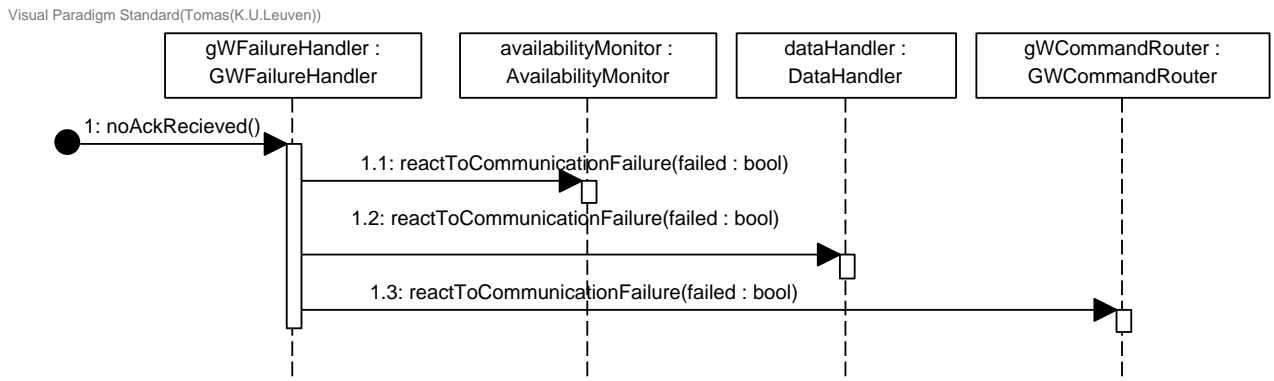 Visual Paradigm Standard(Tomas(K.U.Leuven))
gWFailureHandler :
GWFailureHandler
availabilityMonitor :
AvailabilityMonitor
dataHandler :
DataHandler
gWCommandRouter :
GWCommandRouter
1: noAckRecieved()
1.1: reactToCommunicationFailure(failed : bool)
1.2: reactToCommunicationFailure(failed : bool)
1.3: reactToCommunicationFailure(failed : bool)